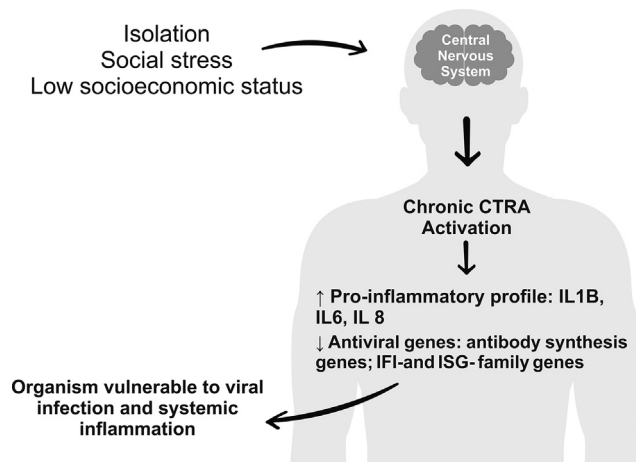 Isolation
Social stress
Low socioeconomic status
Central
Nervous
System
Chronic CTRA
Activation
↑ Pro-inflammatory profile: IL1B,
IL6, IL 8
↓ Antiviral genes: antibody synthesis
genes; IFI-and ISG- family genes
Organism vulnerable to viral
infection and systemic
inflammation